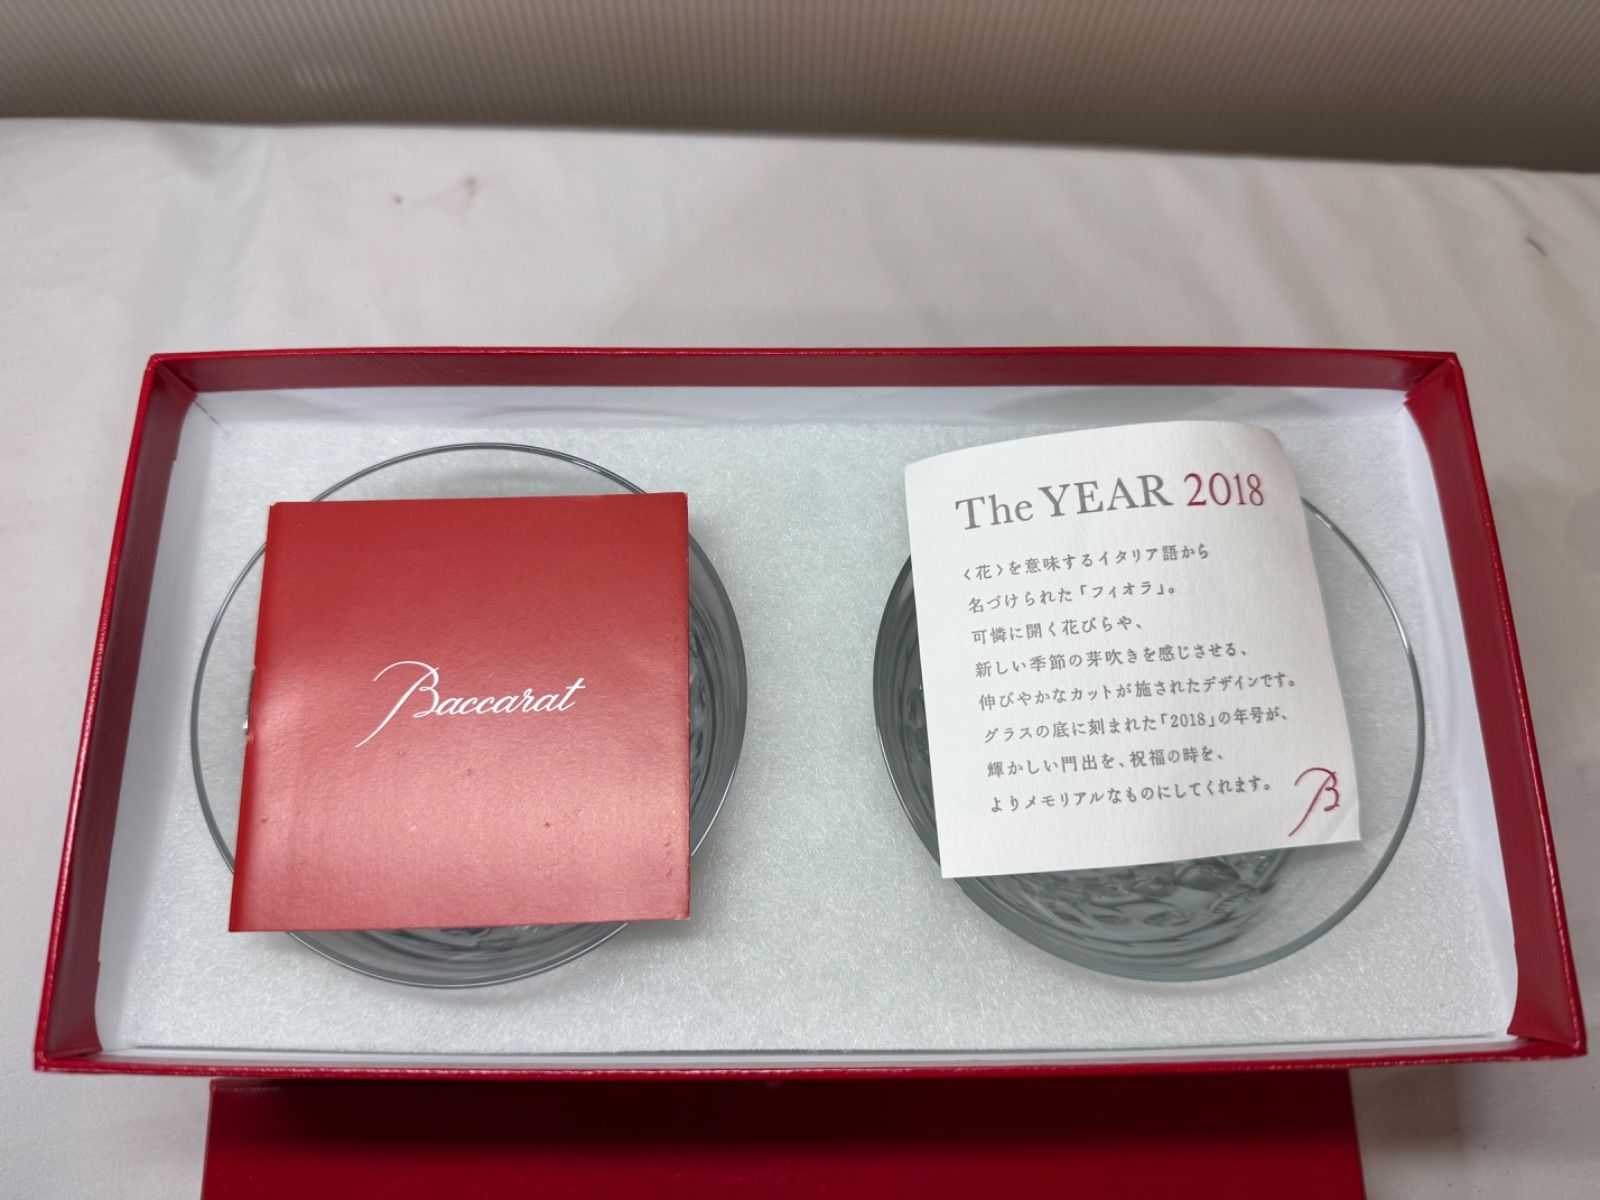 Baccarat
The YEAR 2018
〈花〉を意味するイタリア語から
名づけられた「フィオラ」。
可憐に開く花びらや、
新しい季節の芽吹きを感じさせる、
伸びやかなカットが施されたデザインです。
グラスの底に刻まれた「2018」の年号が、
輝かしい門出を、祝福の時を、
よりメモリアルなものにしてくれます。
B